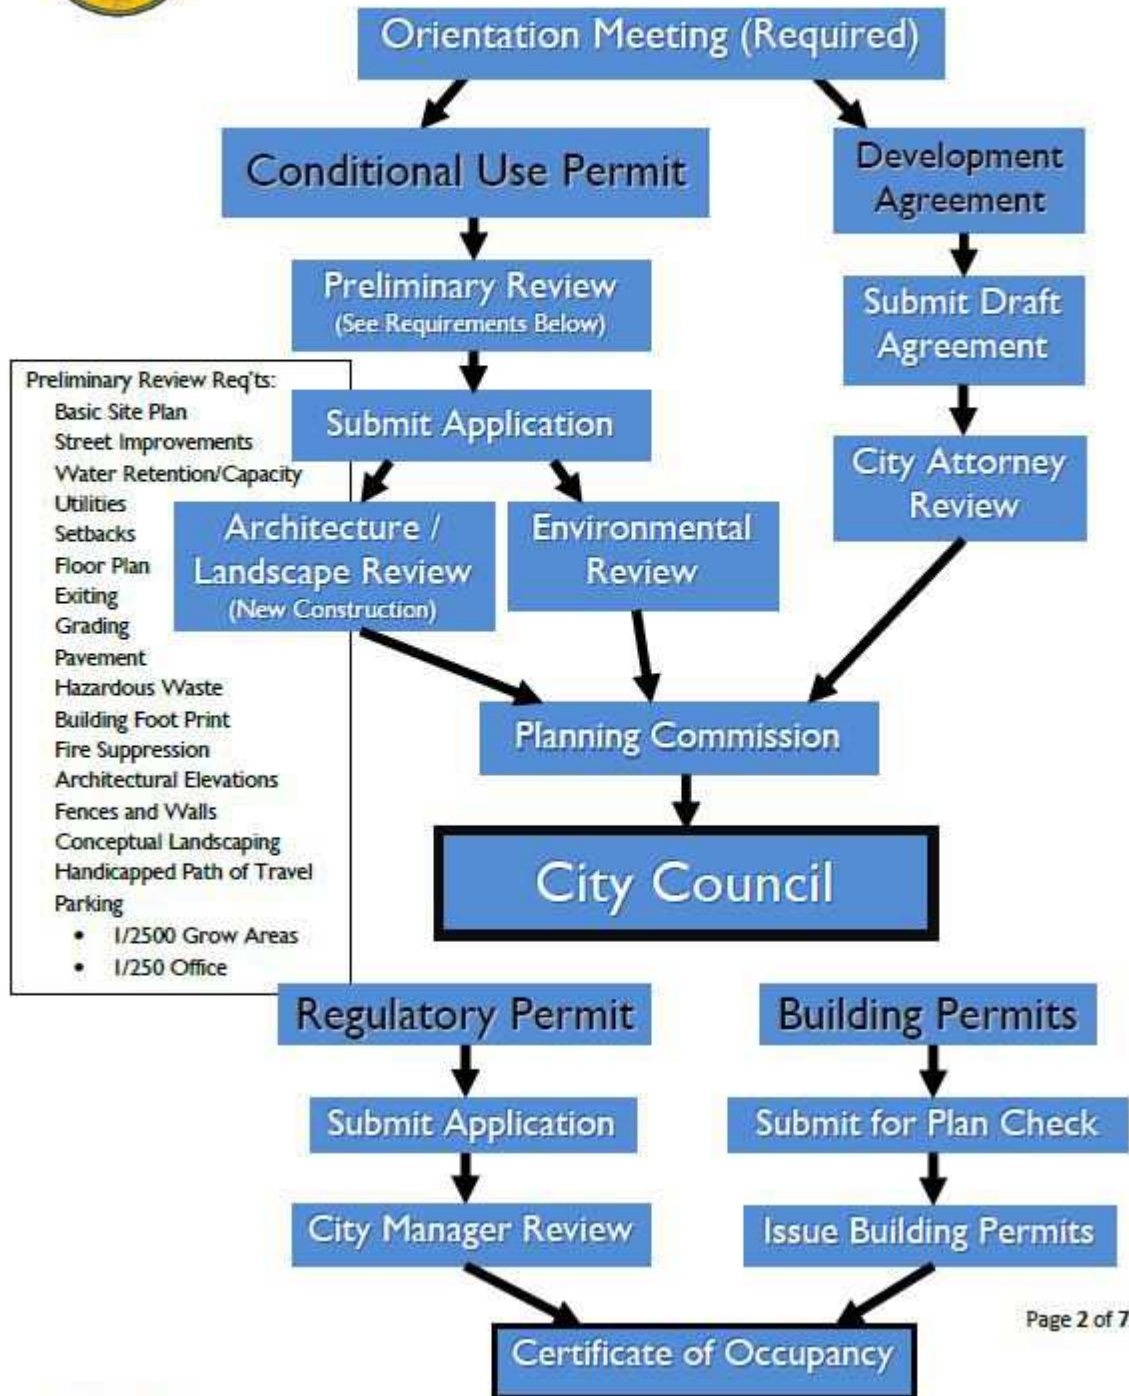 Orientation Meeting (Required)
Conditional Use Permit
Development
Agreement
Preliminary Review
(See Requirements Below)
Submit Draft
Agreement
Preliminary Review Req'ts:
Basic Site Plan
Street Improvements
Water Retention/Capacity
Utilities
Setbacks
Floor Plan
Exiting
Grading
Pavement
Hazardous Waste
Building Foot Print
Fire Suppression
Architectural Elevations
Fences and Walls
Conceptual Landscaping
Handicapped Path of Travel
Parking
• 1/2500 Grow Areas
• 1/250 Office
Submit Application
City Attorney
Review
Architecture /
Landscape Review
(New Construction)
Environmental
Review
Planning Commission
City Council
Regulatory Permit
Building Permits
Submit Application
Submit for Plan Check
City Manager Review
Issue Building Permits
Certificate of Occupancy
Page 2 of 7